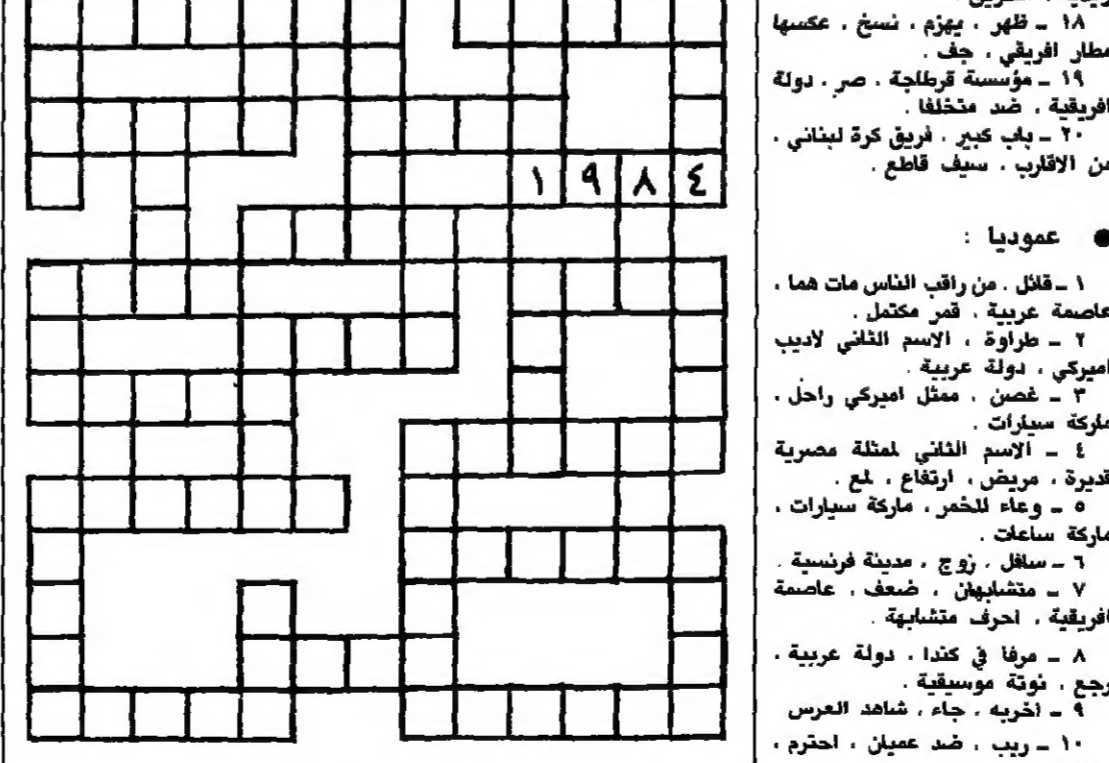 ١٨ ـ ظهر ، يهزم ، نسخ ، عكسها
مطار افريقي ، جف .
١٩ ـ مؤسسة قرطاجة ، صر ، دولة
افريقية ، ضد متخلفا .
٢٠ ـ باب كبير ، فريق كرة لبناني ،
من الاقارب ، سيف قاطع .
● عموديا :
١ ـ قائل ، من راقب الناس مات هما ،
عاصمة عربية ، قمر مكتمل .
٢ ـ طراوة ، الاسم الثاني لاديب
اميركي ، دولة عربية .
٣ ـ غصن ، ممثل اميركي راحل ،
ماركة سيارات .
٤ ـ الاسم الثاني لممثلة مصرية
قديرة ، مريض ، ارتفاع ، لمع .
٥ ـ وعاء للخمر ، ماركة سيارات ،
ماركة ساعات .
٦ ـ سافل ، زوج ، مدينة فرنسية .
٧ ـ متشابهان ، ضعف ، عاصمة
افريقية ، احرف متشابهة .
٨ ـ مرفا في كندا ، دولة عربية ،
رجع ، نوتة موسيقية .
٩ ـ اخربه ، جاء ، شاهد العرس
١٠ ـ ريب ، ضد عميان ، احترم ،
١٩٨٤